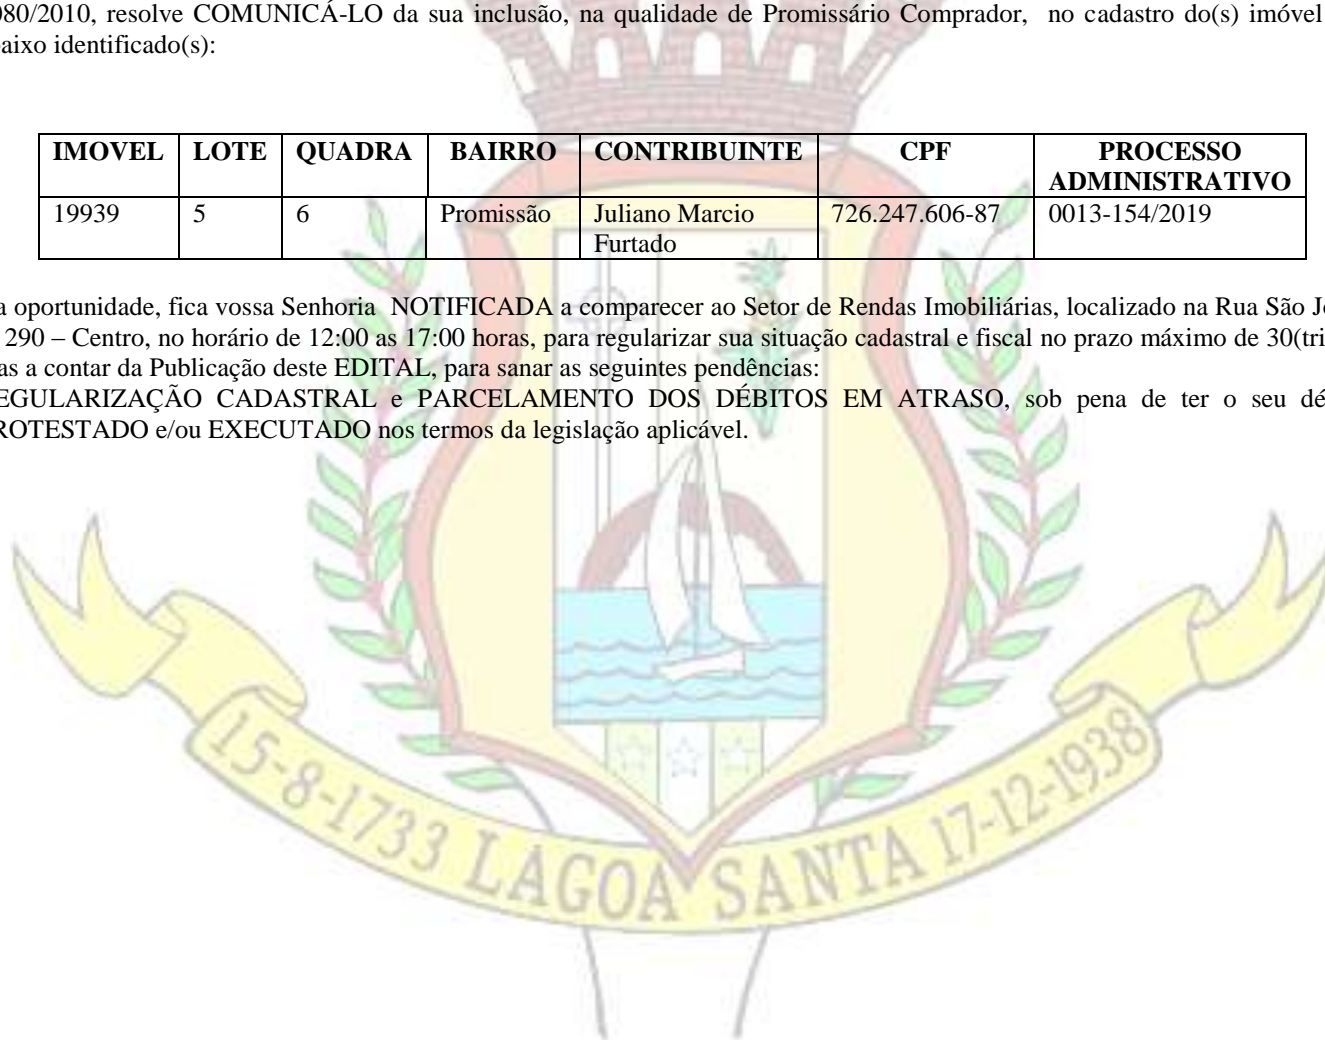 080/2010, resolve COMUNICÁ-LO da sua inclusão, na qualidade de Promissário Comprador, no cadastro do(s) imóvel
aixo identificado(s):
IMOVEL LOTE QUADRA BAIRRO CONTRIBUINTE CPF PROCESSO
ADMINISTRATIVO
19939 5 6 Promissão Juliano Marcio 726.247.606-87 0013-154/2019
Furtado
a oportunidade, fica vossa Senhoria NOTIFICADA a comparecer ao Setor de Rendas Imobiliárias, localizado na Rua São Jo
290 – Centro, no horário de 12:00 as 17:00 horas, para regularizar sua situação cadastral e fiscal no prazo máximo de 30(tri
as a contar da Publicação deste EDITAL, para sanar as seguintes pendências:
EGULARIZAÇÃO CADASTRAL e PARCELAMENTO DOS DÉBITOS EM ATRASO, sob pena de ter o seu dé
ROTESTADO e/ou EXECUTADO nos termos da legislação aplicável.
15-8-1733 LAGOA SANTA 17-12-1938